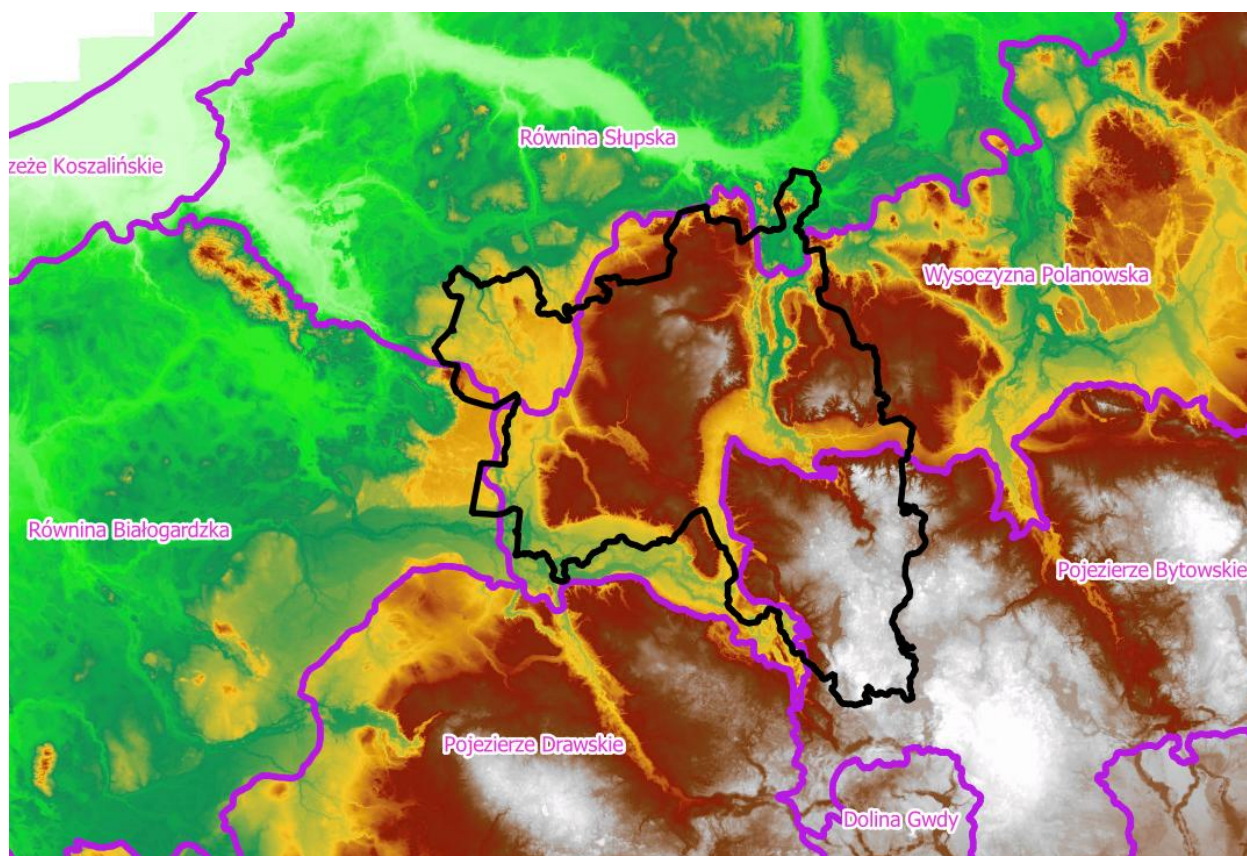 Równina Słupska
zeże Koszalińskie
Wysoczyzna Polanowska
Równina Białogardzka
Pojezierze Bytowskie
Pojezierze Drawskie
Dolina Gwdy